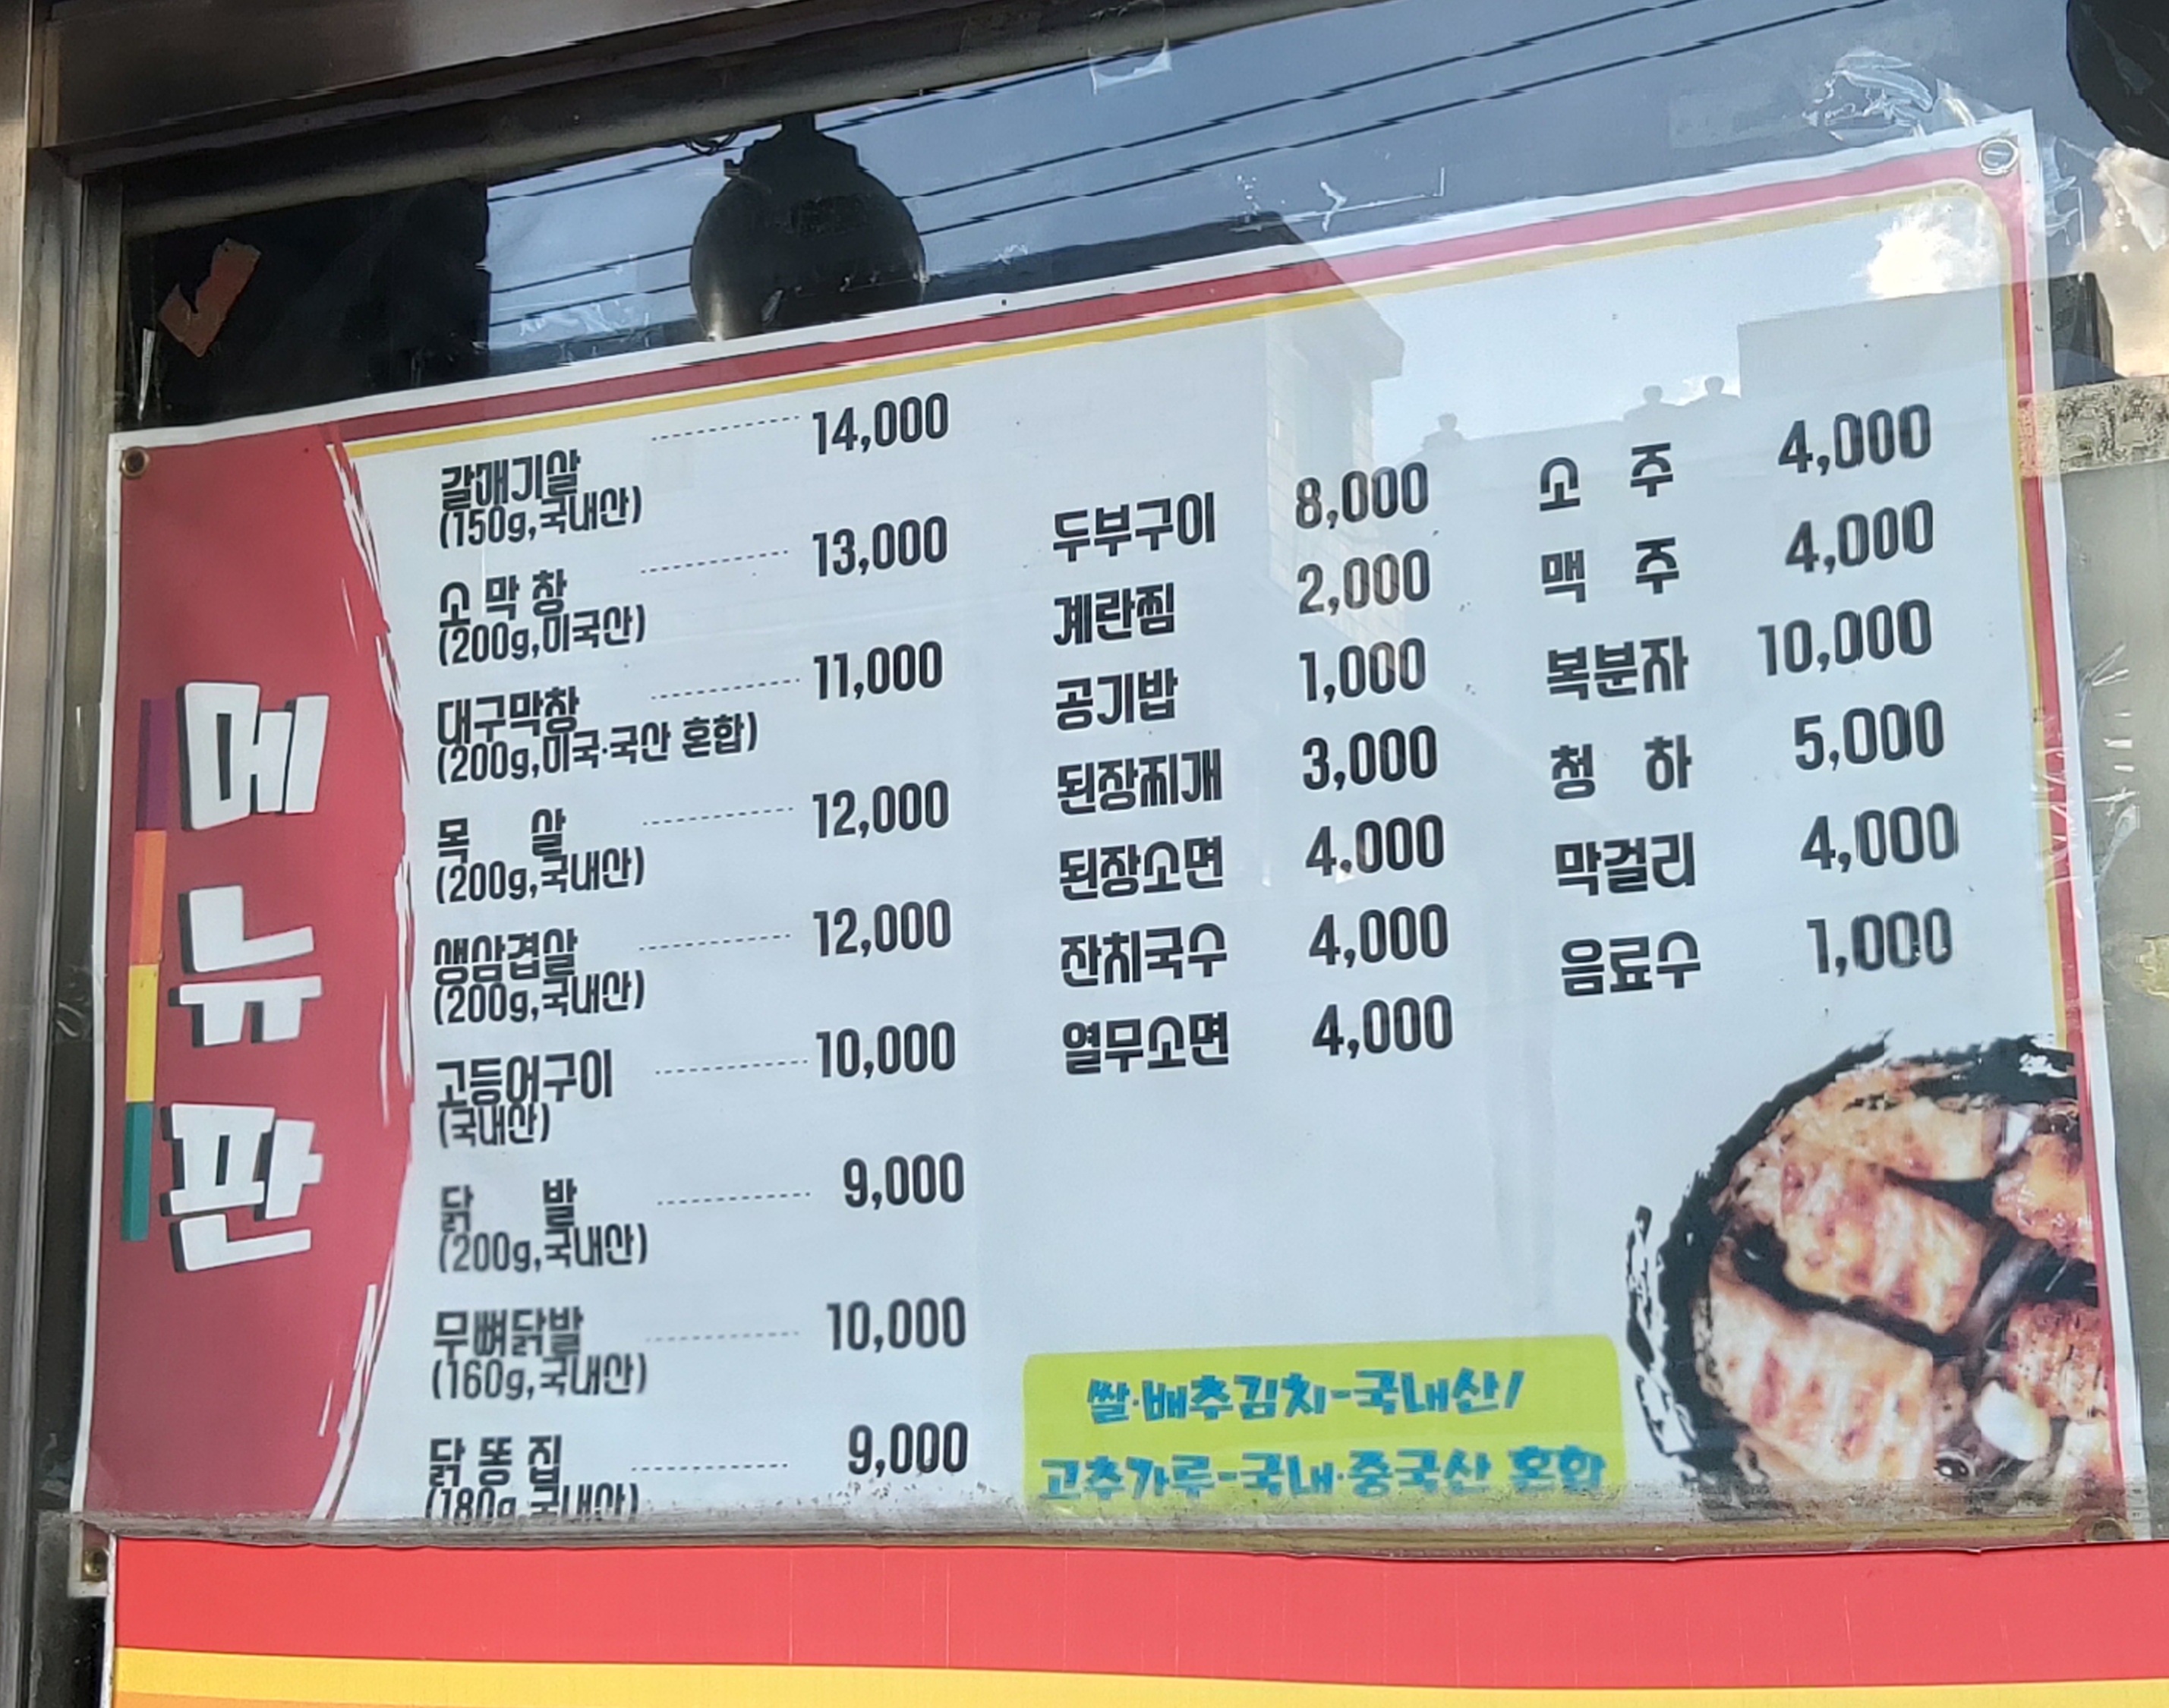 메뉴판
갈매기살 14,000
(150g,국내산)
소 막 창 13,000
(200g,미국산)
대구막창 11,000
(200g,미국·국산 혼합)
목 살 12,000
(200g,국내산)
생삼겹살 12,000
(200g,국내산)
고등어구이 10,000
(국내산)
닭 발 9,000
(200g,국내산)
무뼈닭발 10,000
(160g,국내산)
닭 똥 집 9,000
(180g,국내산)
두부구이 8,000
계란찜 2,000
공기밥 1,000
된장찌개 3,000
된장소면 4,000
잔치국수 4,000
열무소면 4,000
소 주 4,000
맥 주 4,000
복분자 10,000
청 하 5,000
막걸리 4,000
음료수 1,000
쌀·배추김치-국내산/
고추가루-국내·중국산 혼합